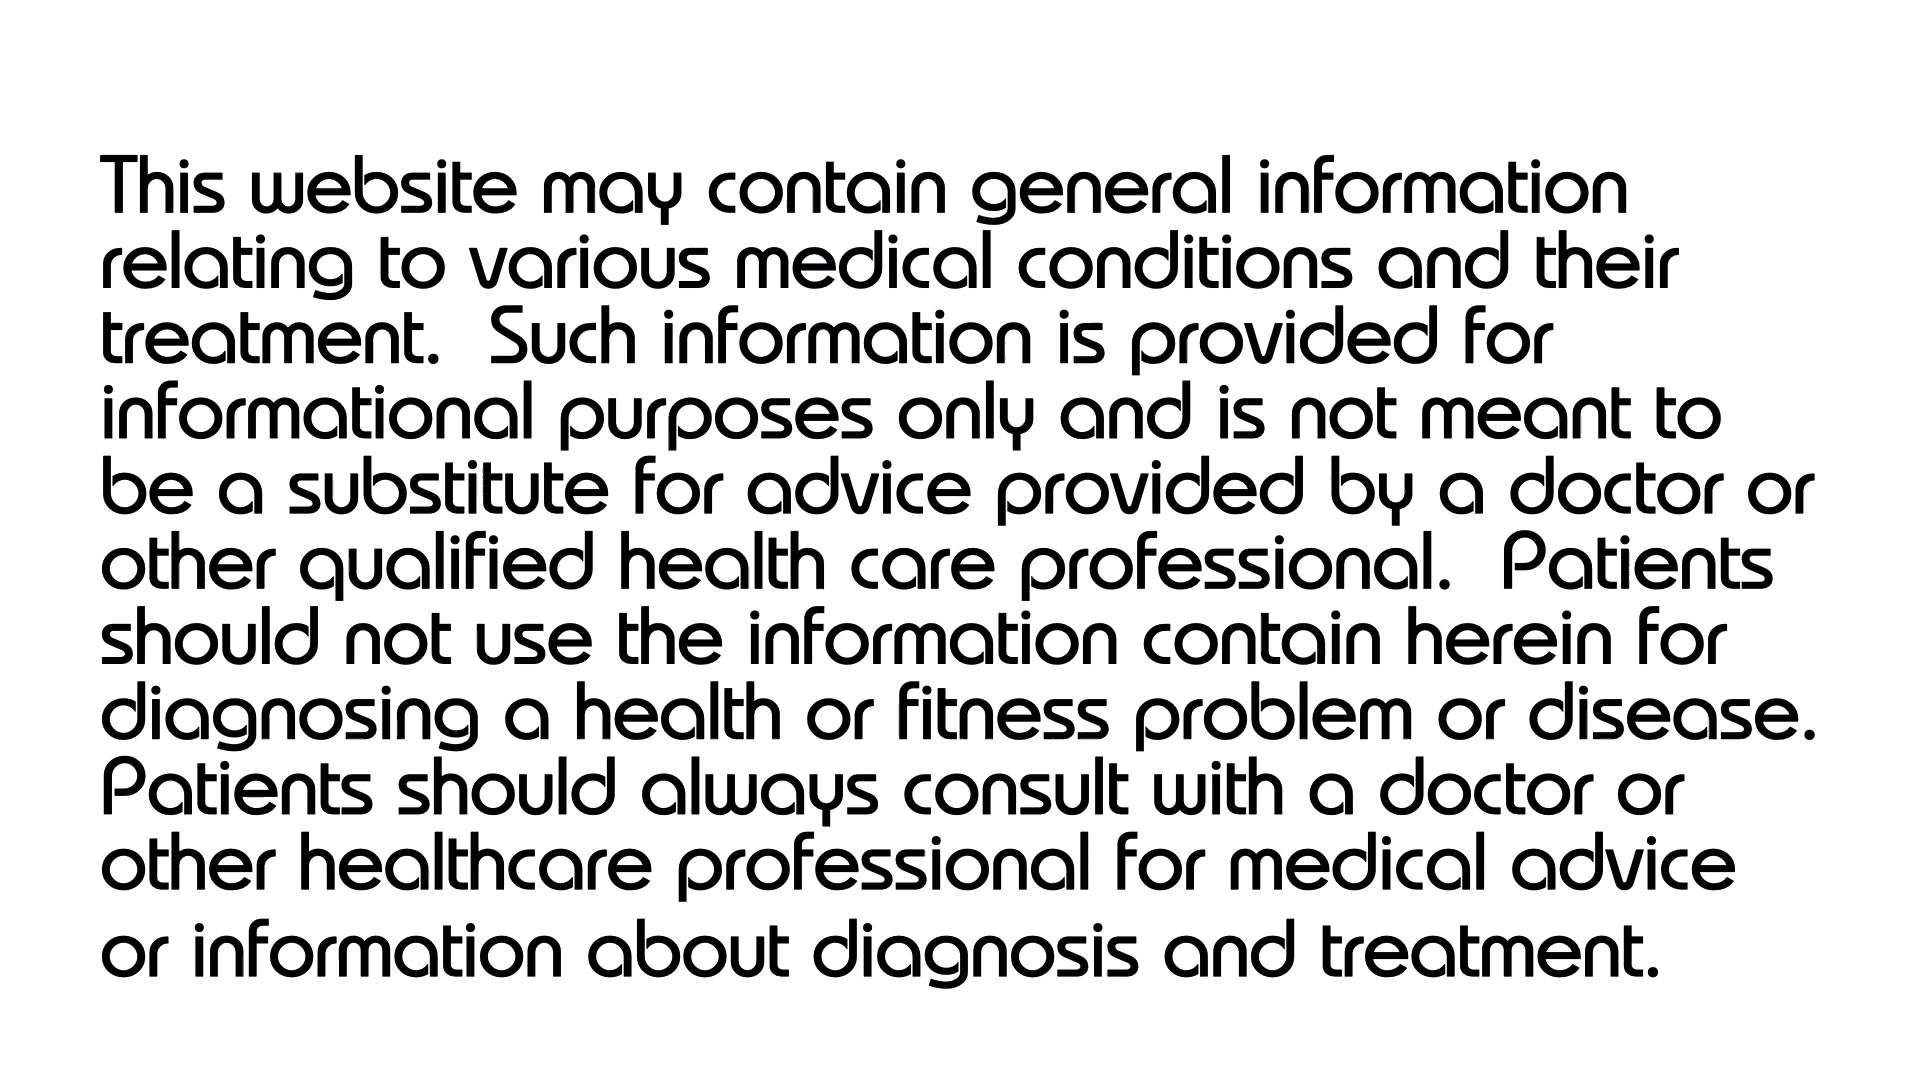 This website may contain general information
relating to various medical conditions and their
treatment.  Such information is provided for
informational purposes only and is not meant to
be a substitute for advice provided by a doctor or
other qualified health care professional.  Patients
should not use the information contain herein for
diagnosing a health or fitness problem or disease.
Patients should always consult with a doctor or
other healthcare professional for medical advice
or information about diagnosis and treatment.